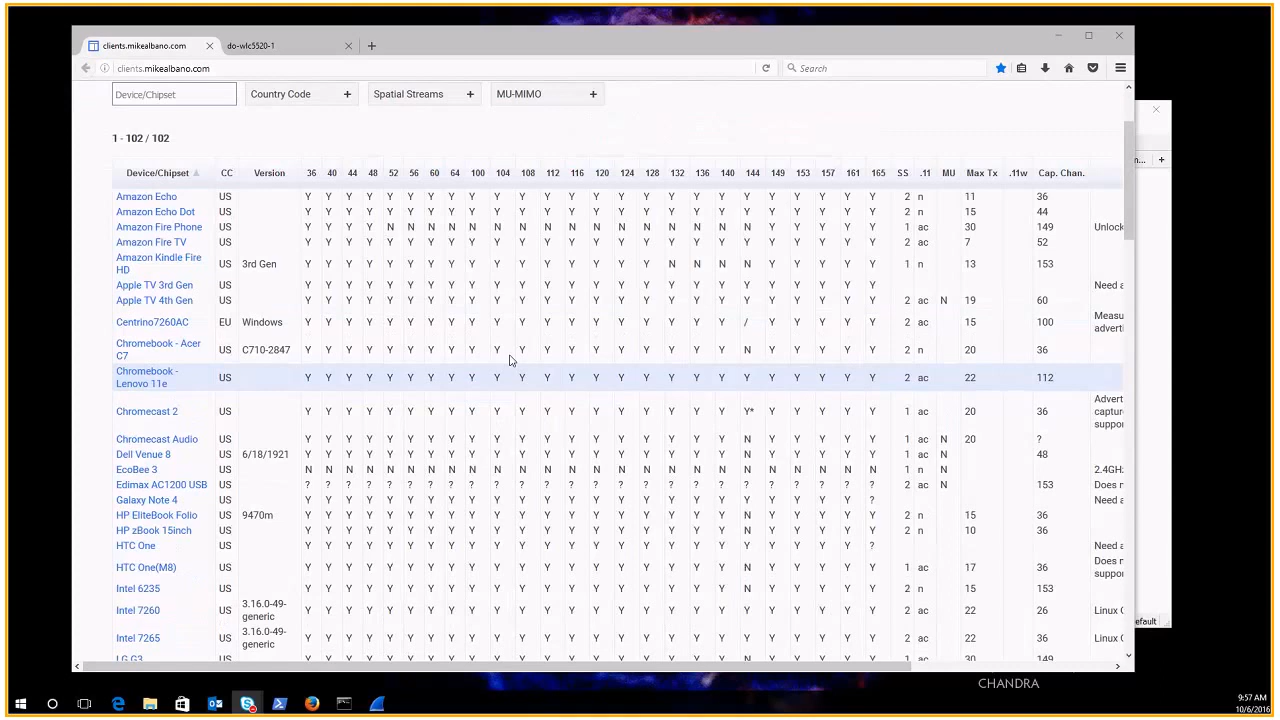 clients.mikealbano.com do-wlc5520-1
clients.mikealbano.com Search
Device/Chipset Country Code + Spatial Streams + MU-MIMO +
1 - 102 / 102
Device/Chipset CC Version 36 40 44 48 52 56 60 64 100 104 108 112 116 120 124 128 132 136 140 144 149 153 157 161 165 SS .11 MU Max Tx .11w Cap. Chan.
Amazon Echo US Y Y Y Y Y Y Y Y Y Y Y Y Y Y Y Y Y Y Y Y Y Y Y Y Y 2 n 11 36
Amazon Echo Dot US Y Y Y Y Y Y Y Y Y Y Y Y Y Y Y Y Y Y Y Y Y Y Y Y Y 2 n 15 44
Amazon Fire Phone US Y Y Y Y N N N N N N N N N N N N N N N N Y Y Y Y Y 1 ac 30 149 Unlock
Amazon Fire TV US Y Y Y Y Y Y Y Y Y Y Y Y Y Y Y Y Y Y Y Y Y Y Y Y Y 2 ac 7 52
Amazon Kindle Fire
HD US 3rd Gen Y Y Y Y Y Y Y Y Y Y Y Y Y Y Y Y N N N N Y Y Y Y Y 1 n 13 153
Apple TV 3rd Gen US Y Y Y Y Y Y Y Y Y Y Y Y Y Y Y Y Y Y Y Y Y Y Y Y Y Need a
Apple TV 4th Gen US Y Y Y Y Y Y Y Y Y Y Y Y Y Y Y Y Y Y Y Y Y Y Y Y Y 2 ac N 19 60
Centrino7260AC EU Windows Y Y Y Y Y Y Y Y Y Y Y Y Y Y Y Y Y Y Y / Y Y Y Y Y 2 ac 15 100 Measu
adverti
Chromebook - Acer
C7 US C710-2847 Y Y Y Y Y Y Y Y Y Y Y Y Y Y Y Y Y Y Y N Y Y Y Y Y 2 n 20 36
Chromebook -
Lenovo 11e US Y Y Y Y Y Y Y Y Y Y Y Y Y Y Y Y Y Y Y Y Y Y Y Y Y 2 ac 22 112
Chromecast 2 US Y Y Y Y Y Y Y Y Y Y Y Y Y Y Y Y Y Y Y Y* Y Y Y Y Y 1 ac 20 36 Advert
captur
suppor
Chromecast Audio US Y Y Y Y Y Y Y Y Y Y Y Y Y Y Y Y Y Y Y N Y Y Y Y Y 1 ac N 20 ?
Dell Venue 8 US 6/18/1921 Y Y Y Y Y Y Y Y Y Y Y Y Y Y Y Y Y Y Y N Y Y Y Y Y 1 ac N 48
EcoBee 3 US N N N N N N N N N N N N N N N N N N N N N N N N N 1 n N 2.4GH
Edimax AC1200 USB US ? ? ? ? ? ? ? ? ? ? ? ? ? ? ? ? ? ? ? ? ? ? ? ? ? 2 ac N 153 Does n
Galaxy Note 4 US Y Y Y Y Y Y Y Y Y Y Y Y Y Y Y Y Y Y Y Y Y Y Y Y ? Need a
HP EliteBook Folio US 9470m Y Y Y Y Y Y Y Y Y Y Y Y Y Y Y Y Y Y Y N Y Y Y Y Y 2 n 15 36
HP zBook 15inch US Y Y Y Y Y Y Y Y Y Y Y Y Y Y Y Y Y Y Y N Y Y Y Y Y 2 n 10 36
HTC One US Y Y Y Y Y Y Y Y Y Y Y Y Y Y Y Y Y Y Y Y Y Y Y Y ? Need a
HTC One(M8) US Y Y Y Y Y Y Y Y Y Y Y Y Y Y Y Y Y Y Y N Y Y Y Y Y 1 ac 17 36 Does n
suppor
Intel 6235 US Y Y Y Y Y Y Y Y Y Y Y Y Y Y Y Y Y Y Y N Y Y Y Y Y 2 n 15 153
Intel 7260 US 3.16.0-49-
generic Y Y Y Y Y Y Y Y Y Y Y Y Y Y Y Y Y Y Y Y Y Y Y Y Y 2 ac 22 26 Linux C
Intel 7265 US 3.16.0-49-
generic Y Y Y Y Y Y Y Y Y Y Y Y Y Y Y Y Y Y Y Y Y Y Y Y Y 2 ac 22 36 Linux C
LG G3 US Y Y Y Y Y Y Y Y Y Y Y Y Y Y Y Y Y Y Y N Y Y Y Y Y 1 ac 30 149
efault
CHANDRA
9:57 AM
10/6/2016